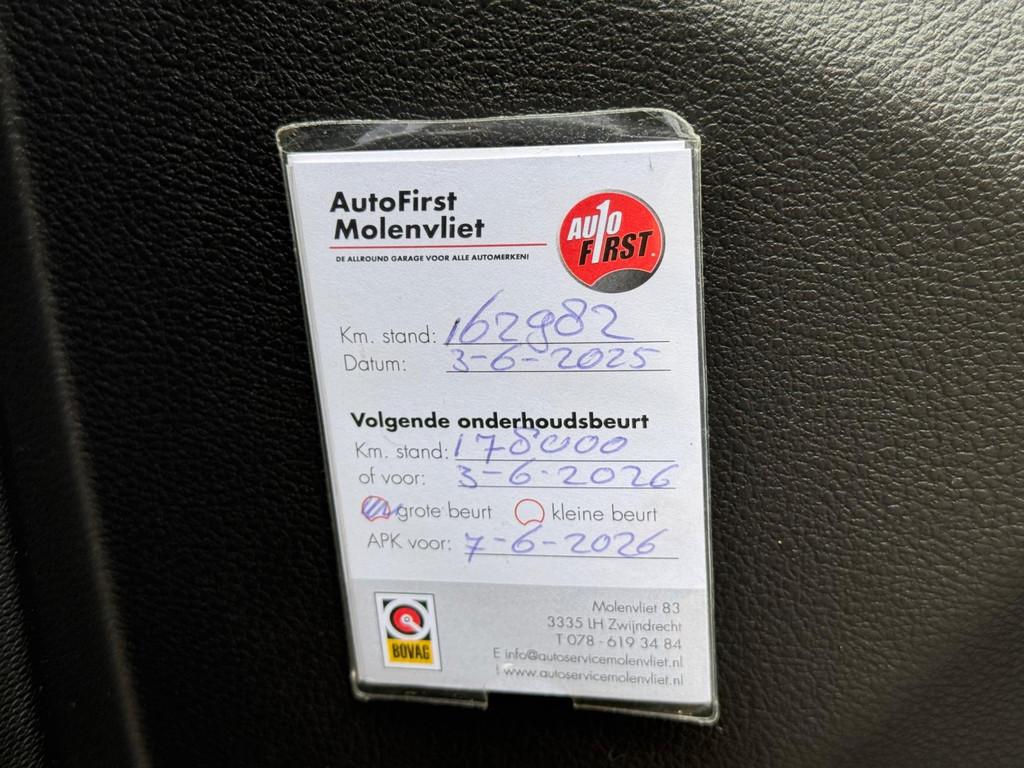 AutoFirst
Molenvliet
DE ALLROUND GARAGE VOOR ALLE AUTOMERKEN!
AUTO
F1RST
Km. stand: 162982
Datum: 3-6-2025
Volgende onderhoudsbeurt
Km. stand: 178000
of voor: 3-6-2026
grote beurt kleine beurt
APK voor: 7-6-2026
BOVAG
Molenvliet 83
3335 LH Zwijndrecht
T 078 - 619 34 84
E info@autoservicemolenvliet.nl
I www.autoservicemolenvliet.nl